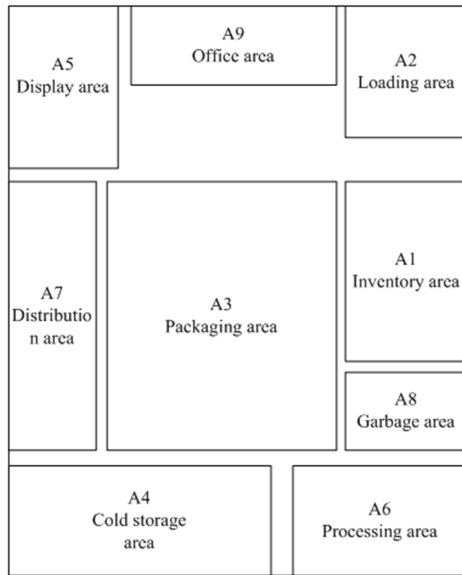 A5
Display area
A9
Office area
A2
Loading area
A7
Distributio
n area
A3
Packaging area
A1
Inventory area
A8
Garbage area
A4
Cold storage
area
A6
Processing area